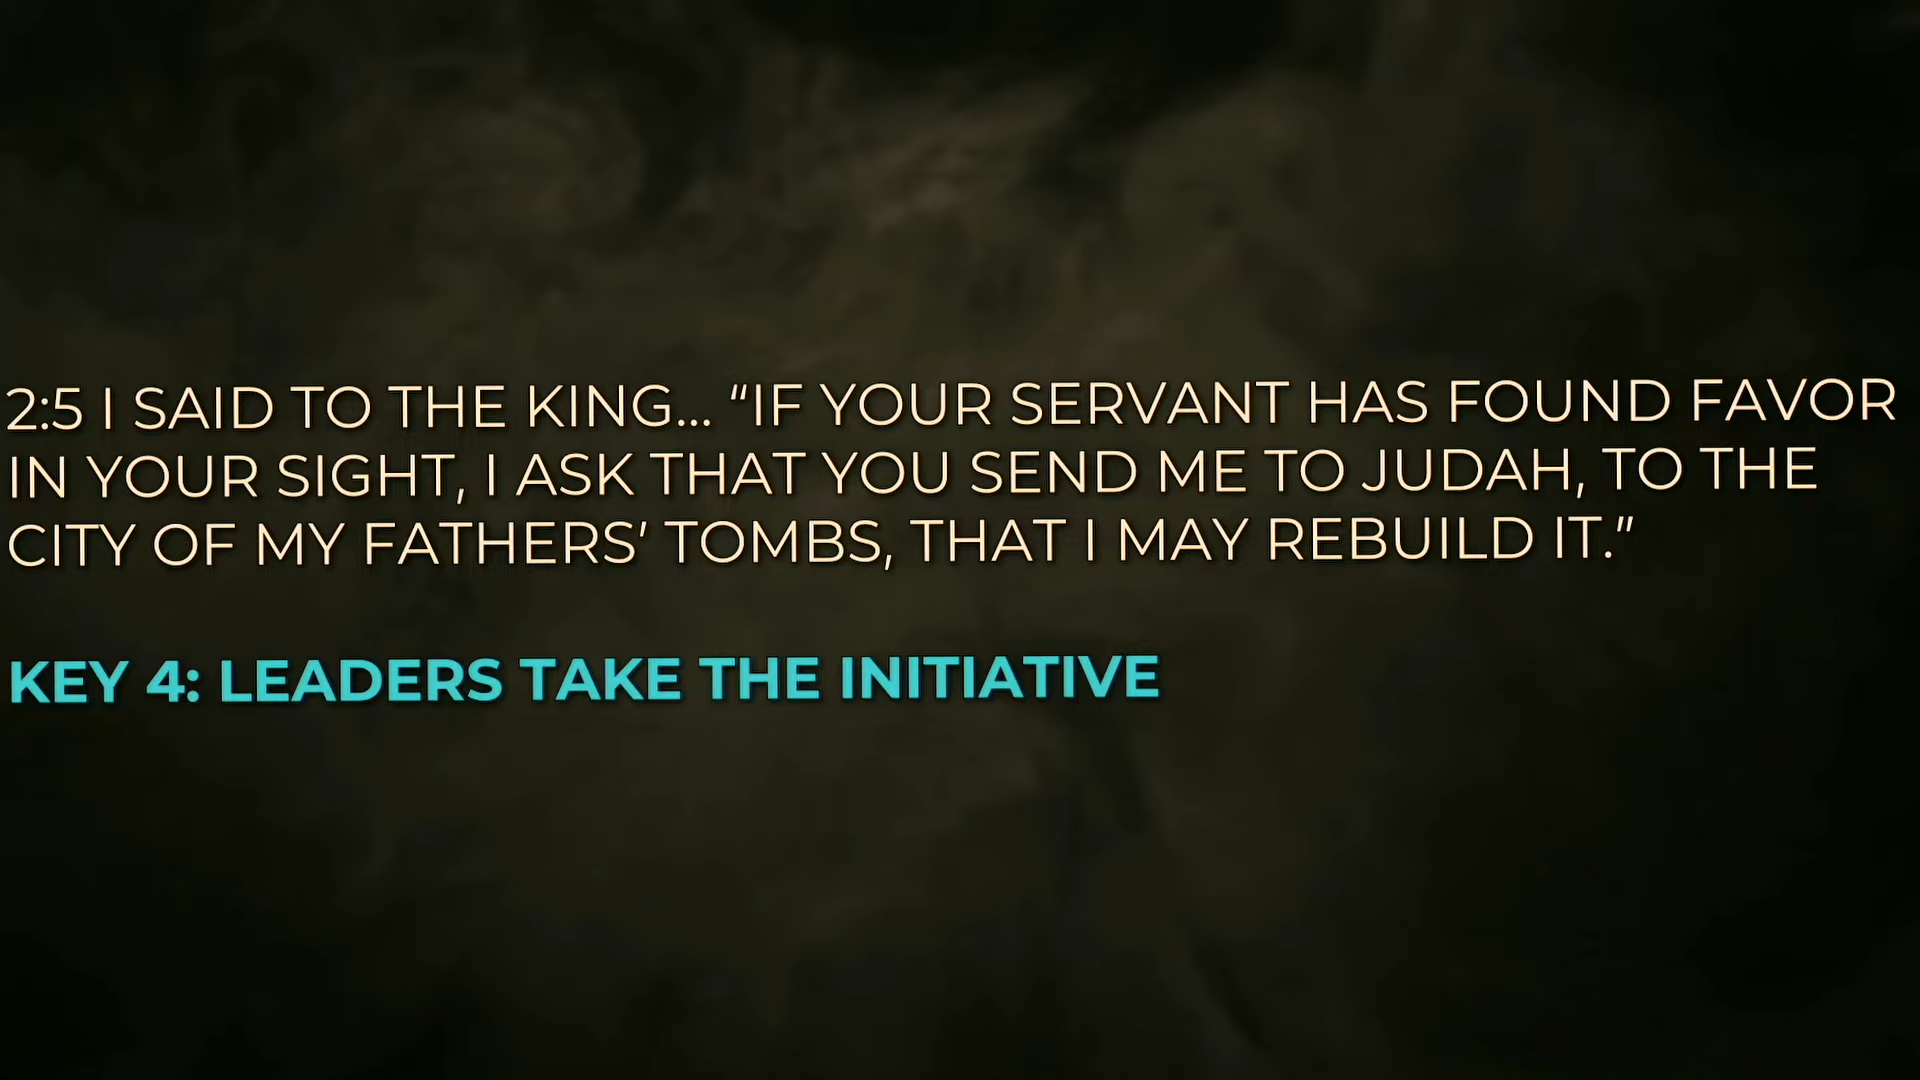 2:5 I SAID TO THE KING... “IF YOUR SERVANT HAS FOUND FAVOR
IN YOUR SIGHT, I ASK THAT YOU SEND ME TO JUDAH, TO THE
CITY OF MY FATHERS’ TOMBS, THAT I MAY REBUILD IT.”
KEY 4: LEADERS TAKE THE INITIATIVE